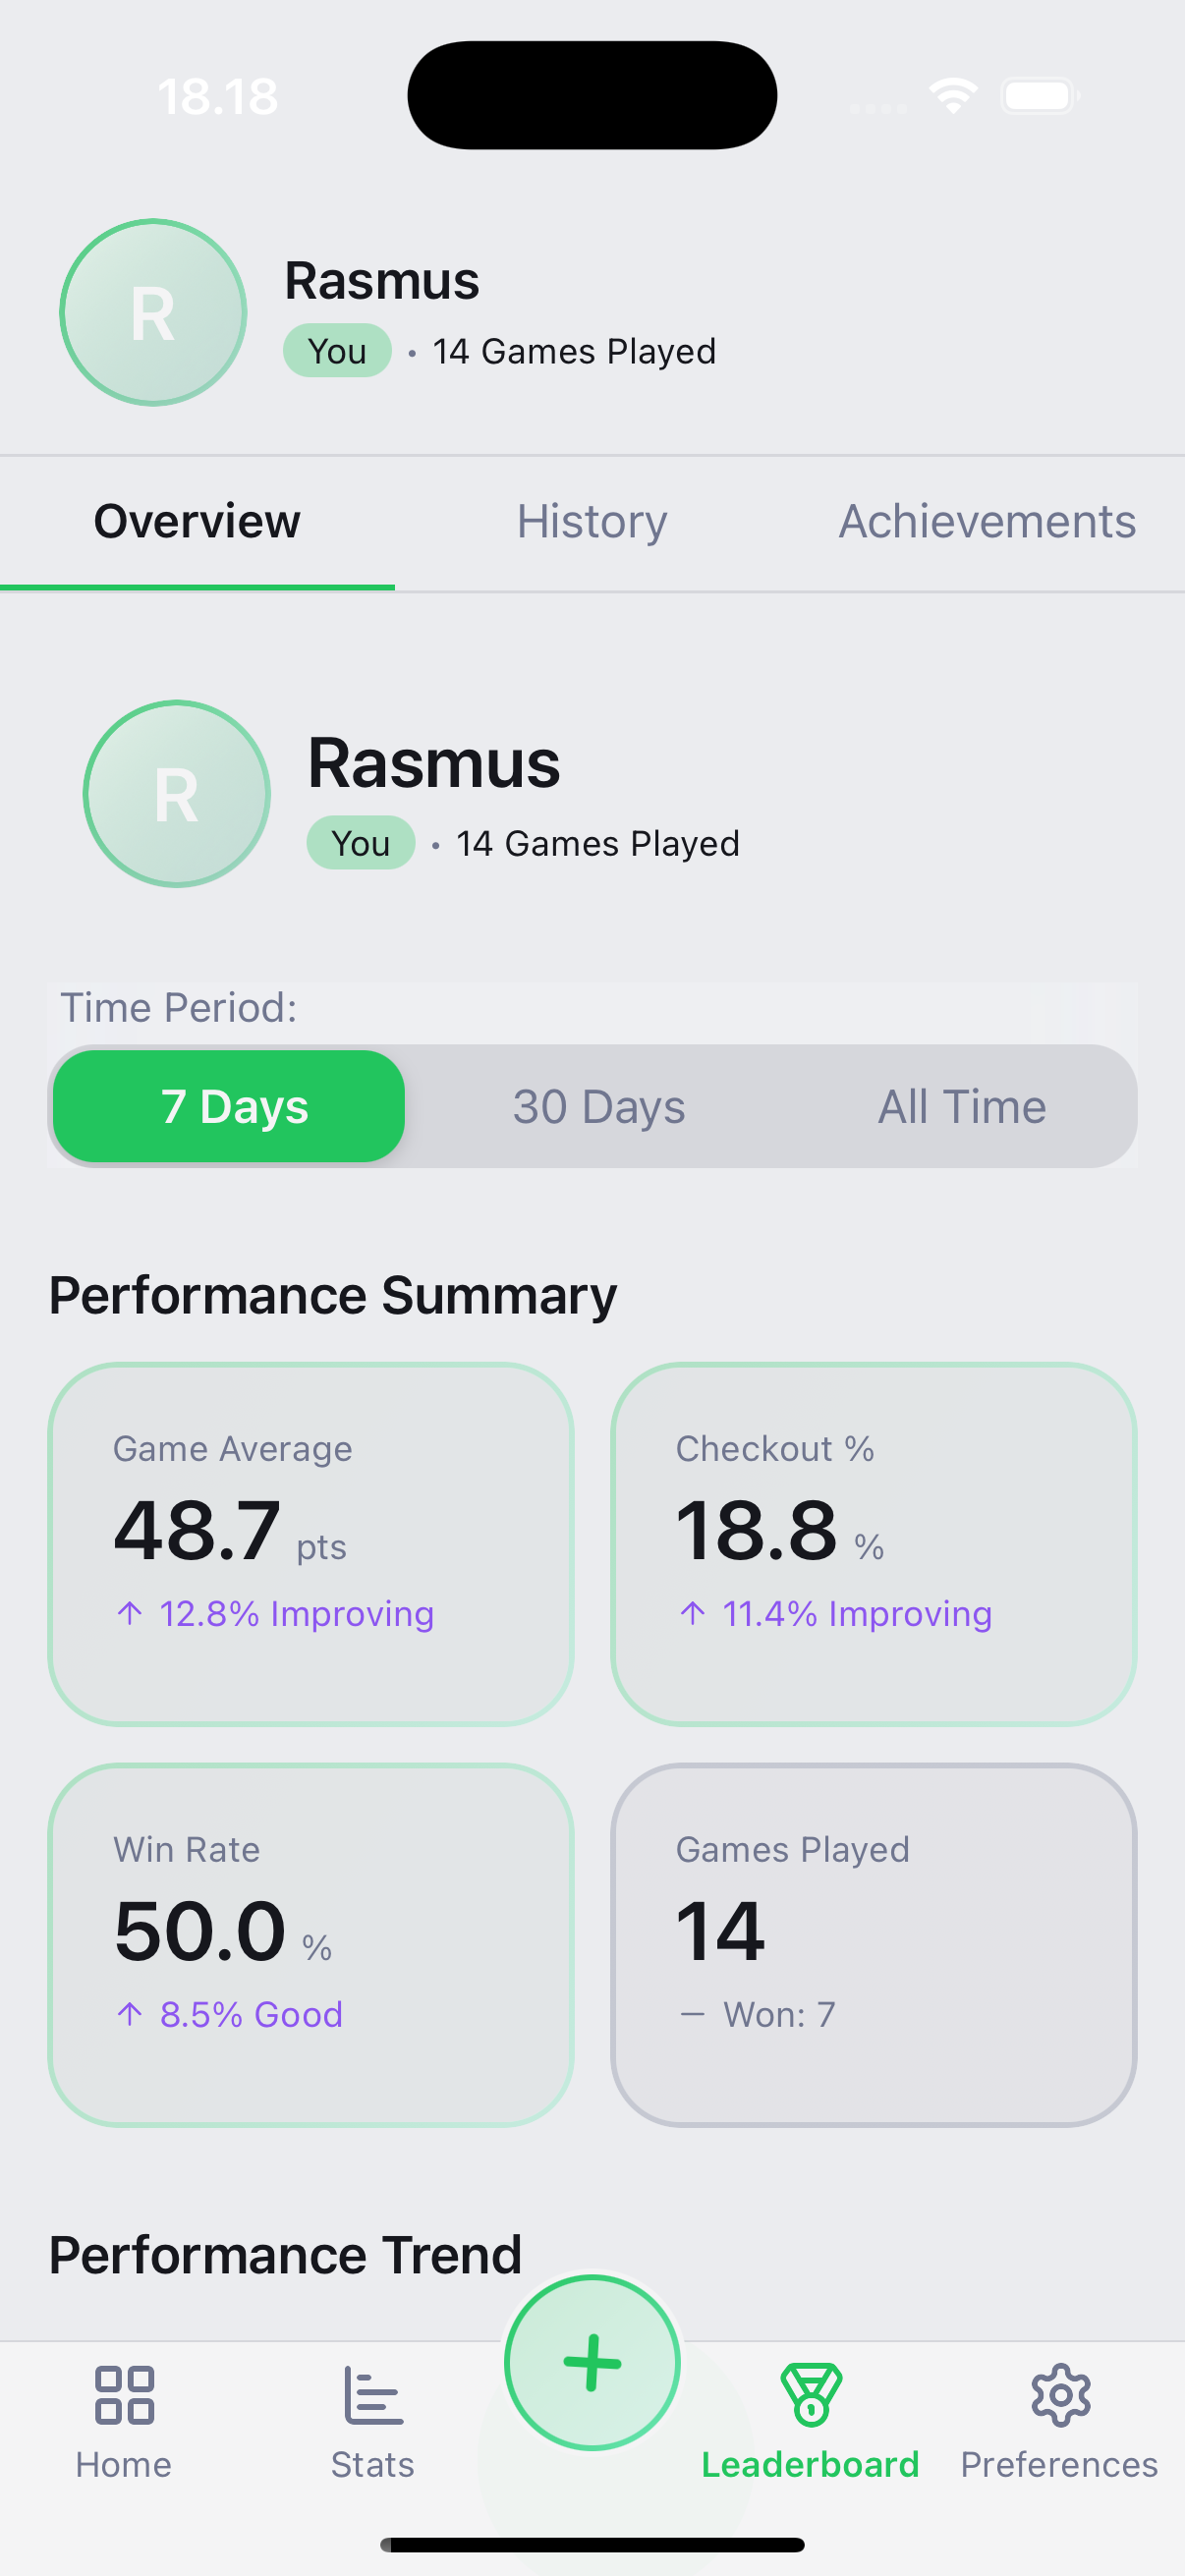 18.18
R
Rasmus
You • 14 Games Played
Overview History Achievements
R
Rasmus
You • 14 Games Played
Time Period:
7 Days 30 Days All Time
Performance Summary
Game Average
48.7 pts
↑ 12.8% Improving
Checkout %
18.8 %
↑ 11.4% Improving
Win Rate
50.0 %
↑ 8.5% Good
Games Played
14
— Won: 7
Performance Trend
Home Stats Leaderboard Preferences